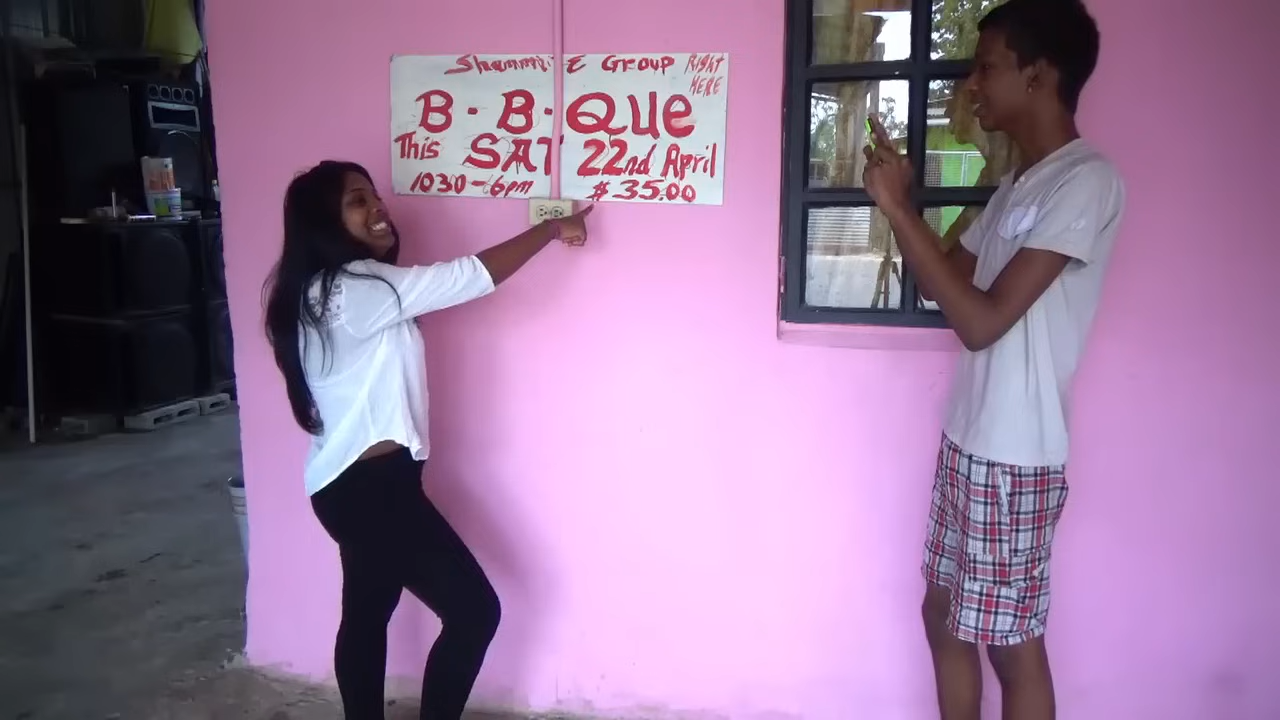 Group RIGHT
HERE
B-B-QUE
This SAT 22nd April
1030-6pm $35.00